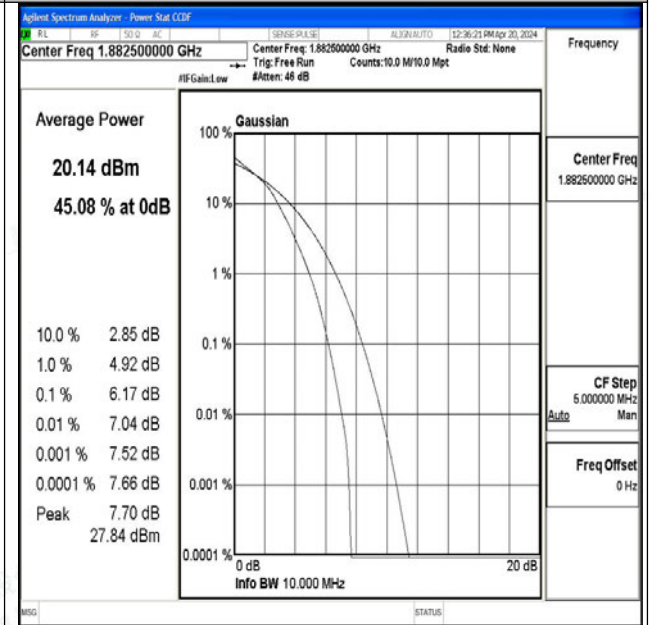 Agilent Spectrum Analyzer - Power Stat CCDF
RL RF 50 Ω AC SENSE:PULSE ALIGN AUTO 12:36:21 PM Apr 20, 2024
Center Freq 1.882500000 GHz
Center Freq: 1.882500000 GHz Radio Std: None
Trig: Free Run Counts:10.0 M/10.0 Mpt
#IFGain:Low #Atten: 46 dB
Frequency
Average Power
20.14 dBm
45.08 % at 0dB
10.0 % 2.85 dB
1.0 % 4.92 dB
0.1 % 6.17 dB
0.01 % 7.04 dB
0.001 % 7.52 dB
0.0001 % 7.66 dB
Peak 7.70 dB
27.84 dBm
Gaussian
100 %
10 %
1 %
0.1 %
0.01 %
0.001 %
0.0001 %
0 dB 20 dB
Info BW 10.000 MHz
Center Freq
1.882500000 GHz
CF Step
5.000000 MHz
Auto Man
Freq Offset
0 Hz
MSG STATUS